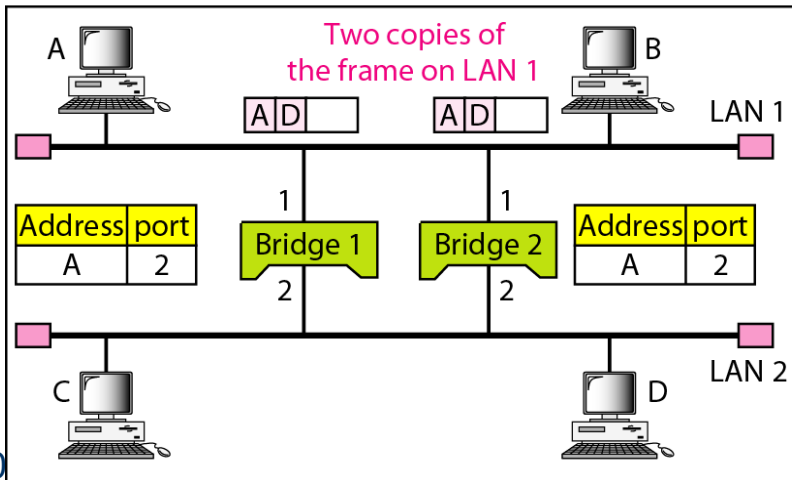 A
Two copies of
the frame on LAN 1
B
A D
A D
LAN 1
1
1
Address port
A 2
Bridge 1
Bridge 2
Address port
A 2
2
2
LAN 2
C
D